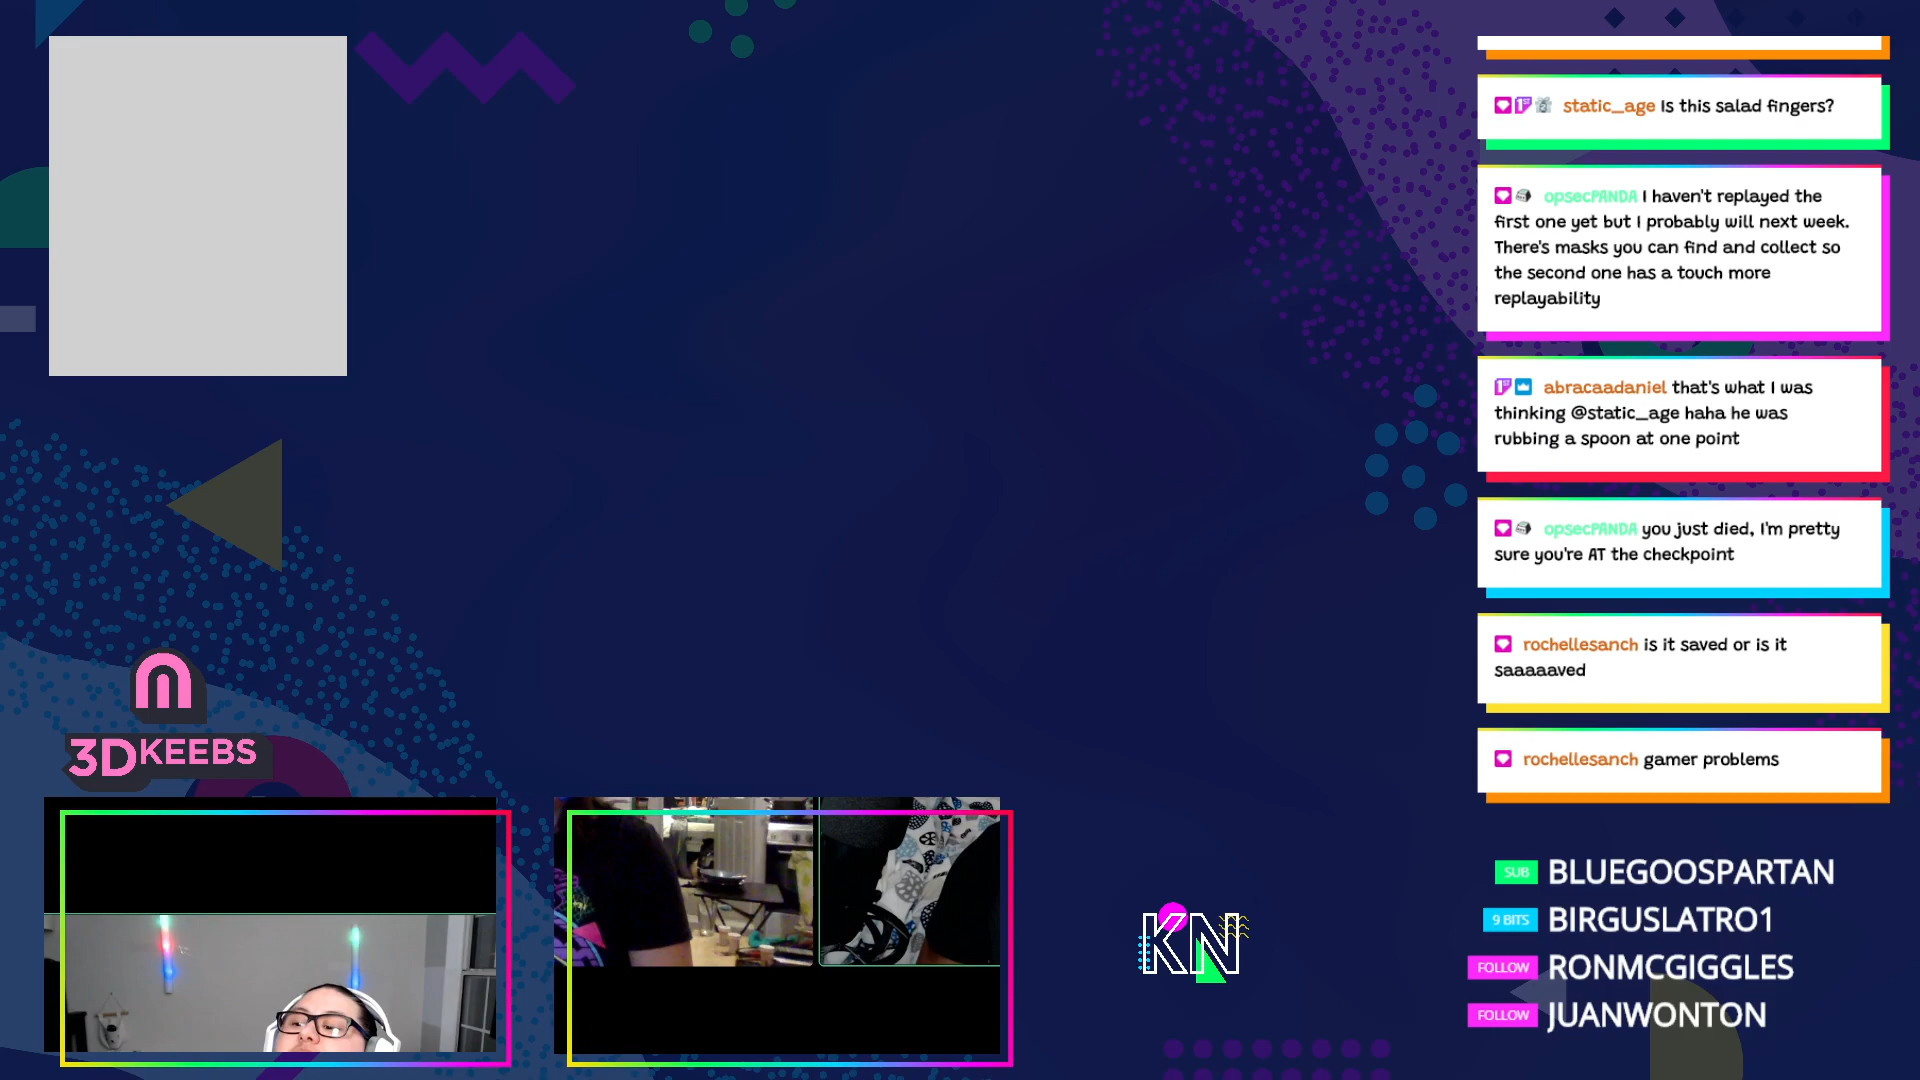 static_age Is this salad fingers?
opsecPANDA I haven't replayed the
first one yet but I probably will next week.
There's masks you can find and collect so
the second one has a touch more
replayability
abracaadaniel that's what I was
thinking @static_age haha he was
rubbing a spoon at one point
opsecPANDA you just died, I'm pretty
sure you're AT the checkpoint
rochellesanch is it saved or is it
saaaaaved
rochellesanch gamer problems
3D KEEBS
KN
SUB BLUEGOOSPARTAN
9 BITS BIRGUSLATRO1
FOLLOW RONMCGIGGLES
FOLLOW JUANWONTON